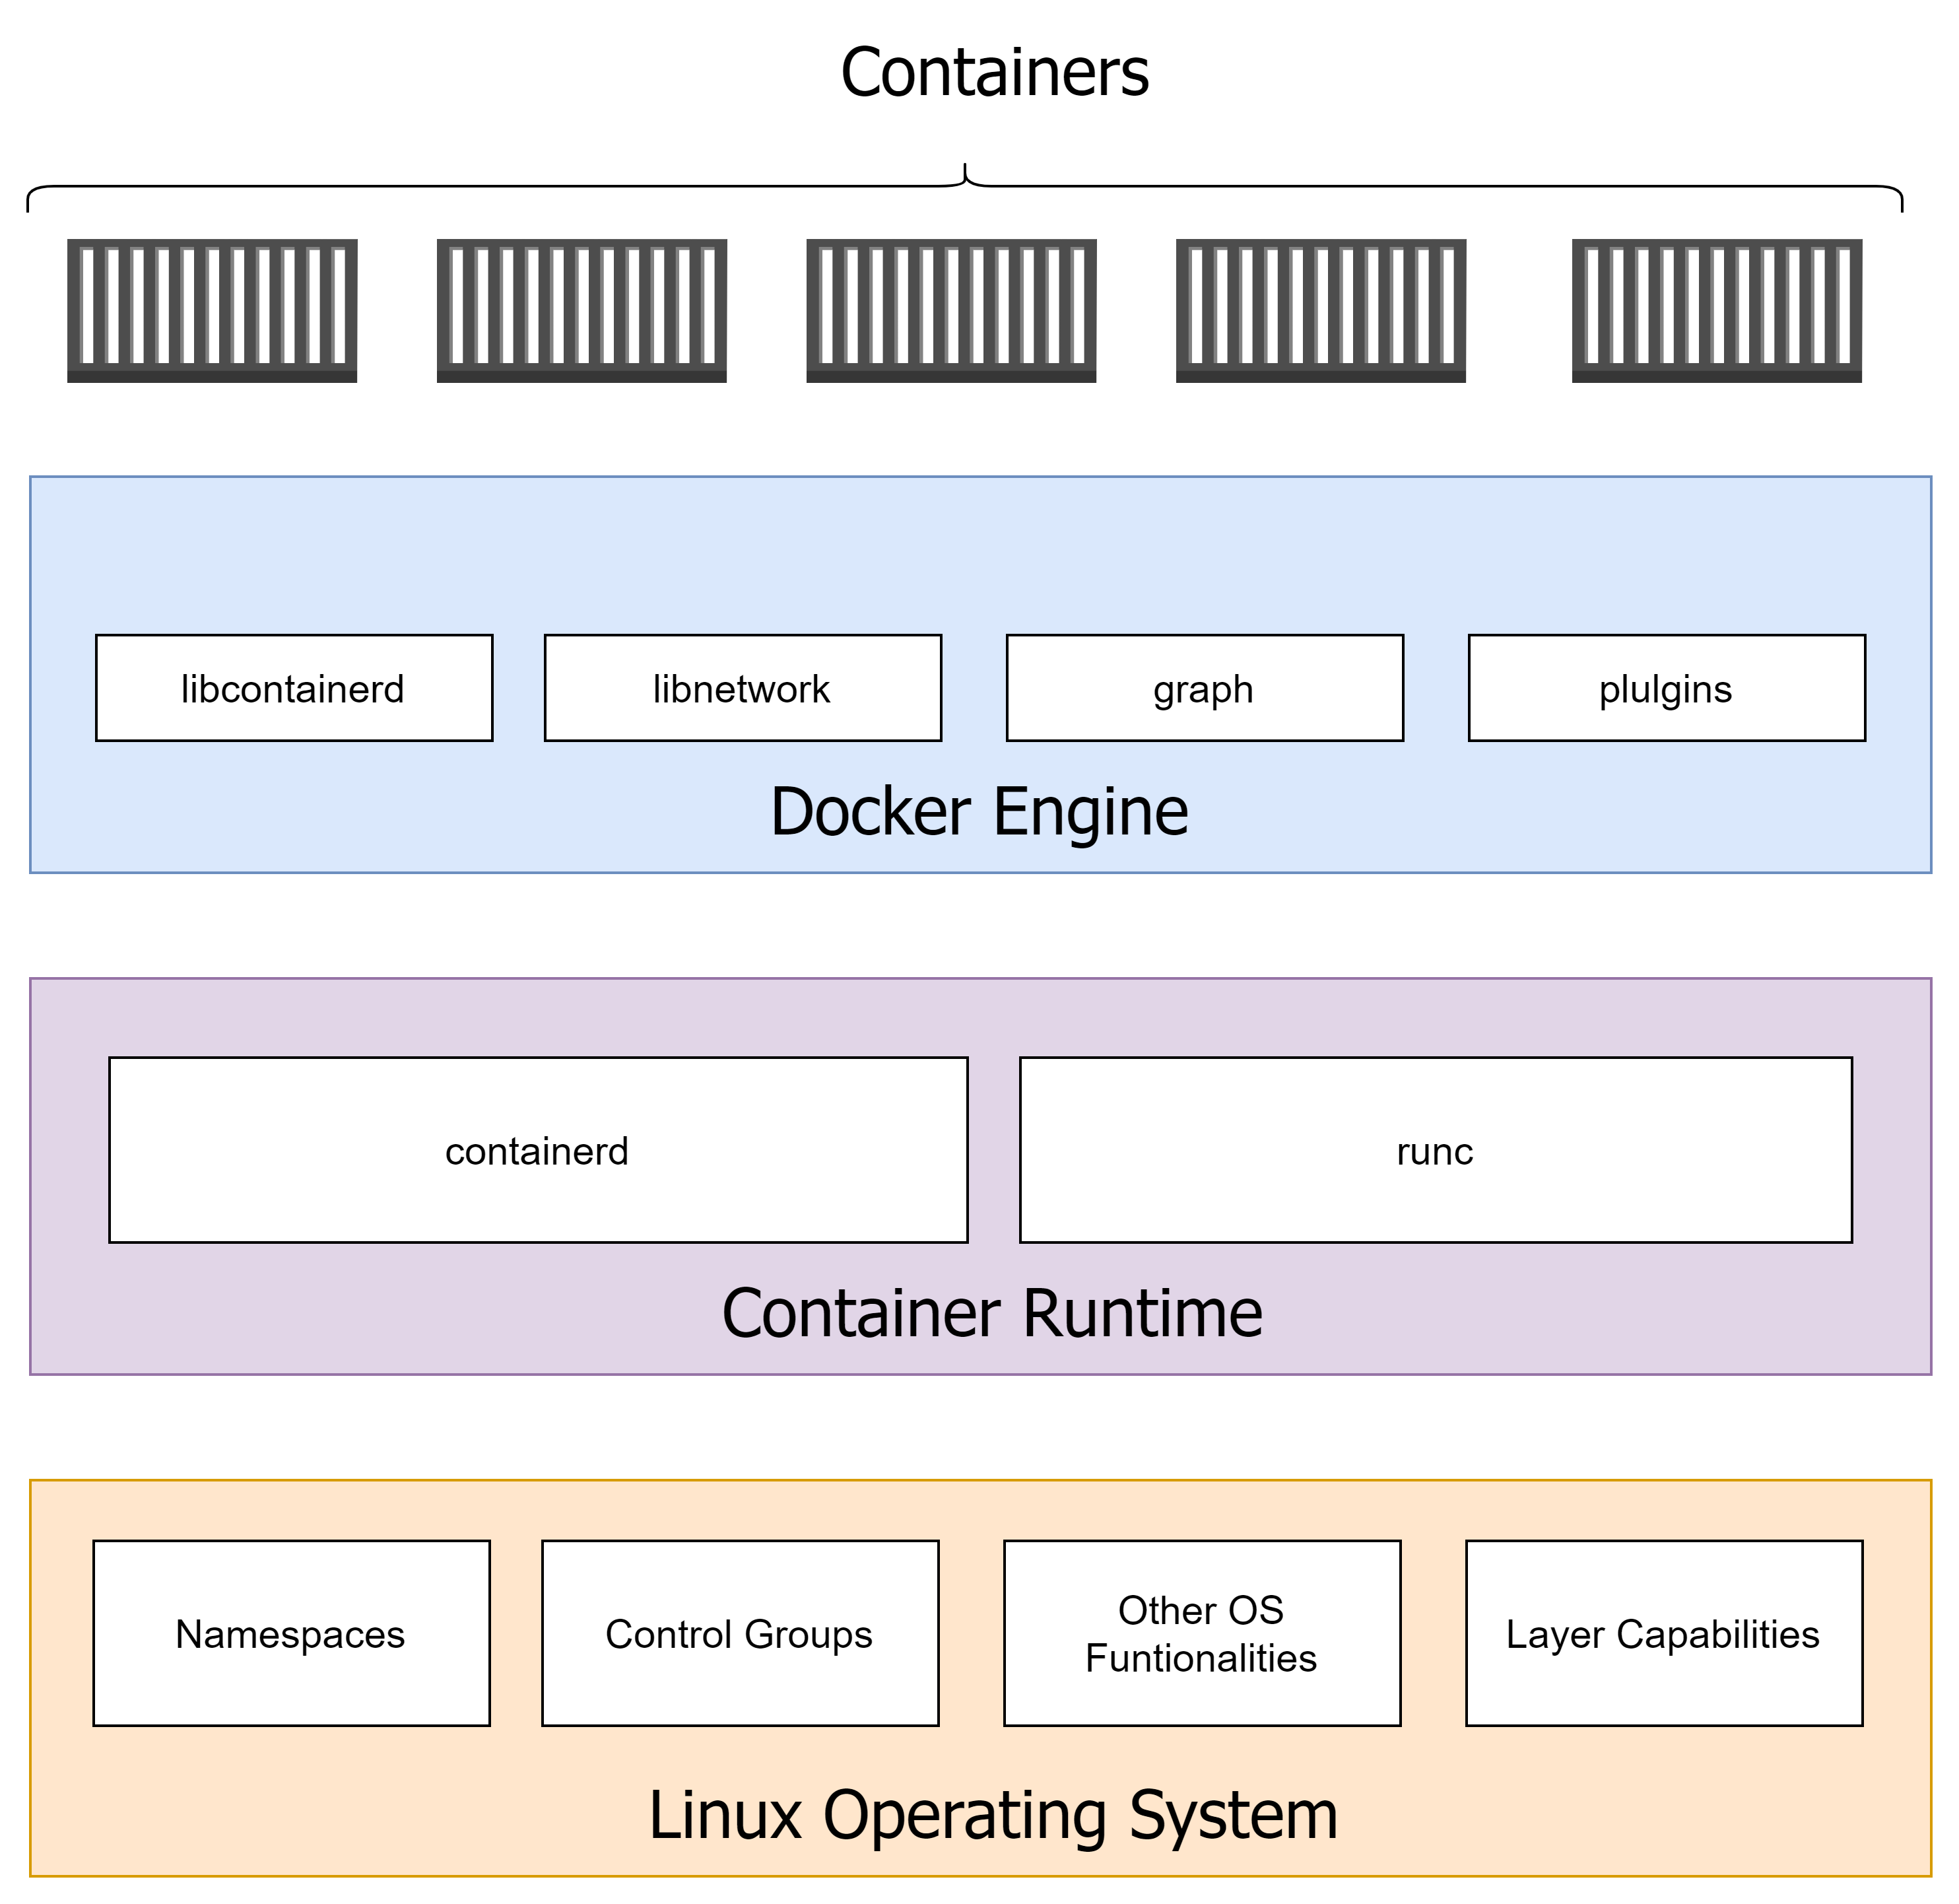 Containers
libcontainerd
libnetwork
graph
plulgins
Docker Engine
containerd
runc
Container Runtime
Namespaces
Control Groups
Other OS
Funtionalities
Layer Capabilities
Linux Operating System